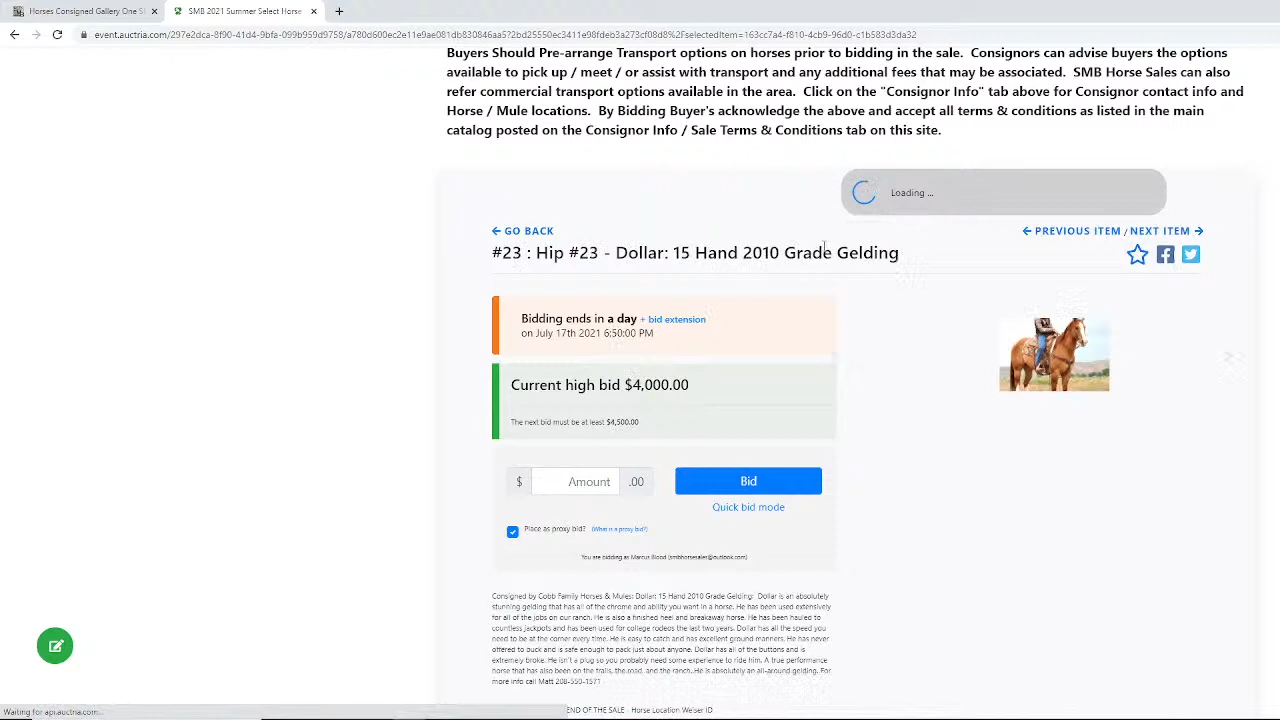 Horses Consigned Gallery One Sl
SMB 2021 Summer Select Horse
event.auctria.com/297e2dca-8f90-41d4-9bfa-099b959d9758/a780d600ec2e11e9ae081db830846aa5?2bd25550ec3411e98fdeb3a273cf08d8%2FselectedItem=163cc7a4-f810-4cb9-96d0-c1b583d3da32
Buyers Should Pre-arrange Transport options on horses prior to bidding in the sale. Consignors can advise buyers the options
available to pick up / meet / or assist with transport and any additional fees that may be associated. SMB Horse Sales can also
refer commercial transport options available in the area. Click on the "Consignor Info" tab above for Consignor contact info and
Horse / Mule locations. By Bidding Buyer's acknowledge the above and accept all terms & conditions as listed in the main
catalog posted on the Consignor Info / Sale Terms & Conditions tab on this site.
Loading ...
GO BACK
PREVIOUS ITEM / NEXT ITEM
#23 : Hip #23 - Dollar: 15 Hand 2010 Grade Gelding
Bidding ends in a day + bid extension
on July 17th 2021 6:50:00 PM
Current high bid $4,000.00
The next bid must be at least $4,500.00
$ Amount .00 Bid
Quick bid mode
Place as proxy bid? (What is a proxy bid?)
You are bidding as Marcus Blood (smbhorsesales@outlook.com)
Consigned by Cobb Family Horses & Mules: Dollar: 15 Hand 2010 Grade Gelding: Dollar is an absolutely
stunning gelding that has all of the chrome and ability you want in a horse. He has been used extensively
for all of the jobs on our ranch. He is also a finished heel and breakaway horse. He has been hauled to
countless jackpots and has been used for college rodeos the last two years. Dollar has all the speed you
need to be at the corner every time. He is easy to catch and has excellent ground manners. He has never
offered to buck and is safe enough to pack just about anyone. Dollar has all of the buttons and is
extremely broke. He isn't a plug so you probably need some experience to ride him. A true performance
horse that has also been on the trails, the road, and the ranch. He is absolutely an all-around gelding. For
more info call Matt 208-550-1571
END OF THE SALE - Horse Location Weiser ID
Waiting for api.auctria.com...